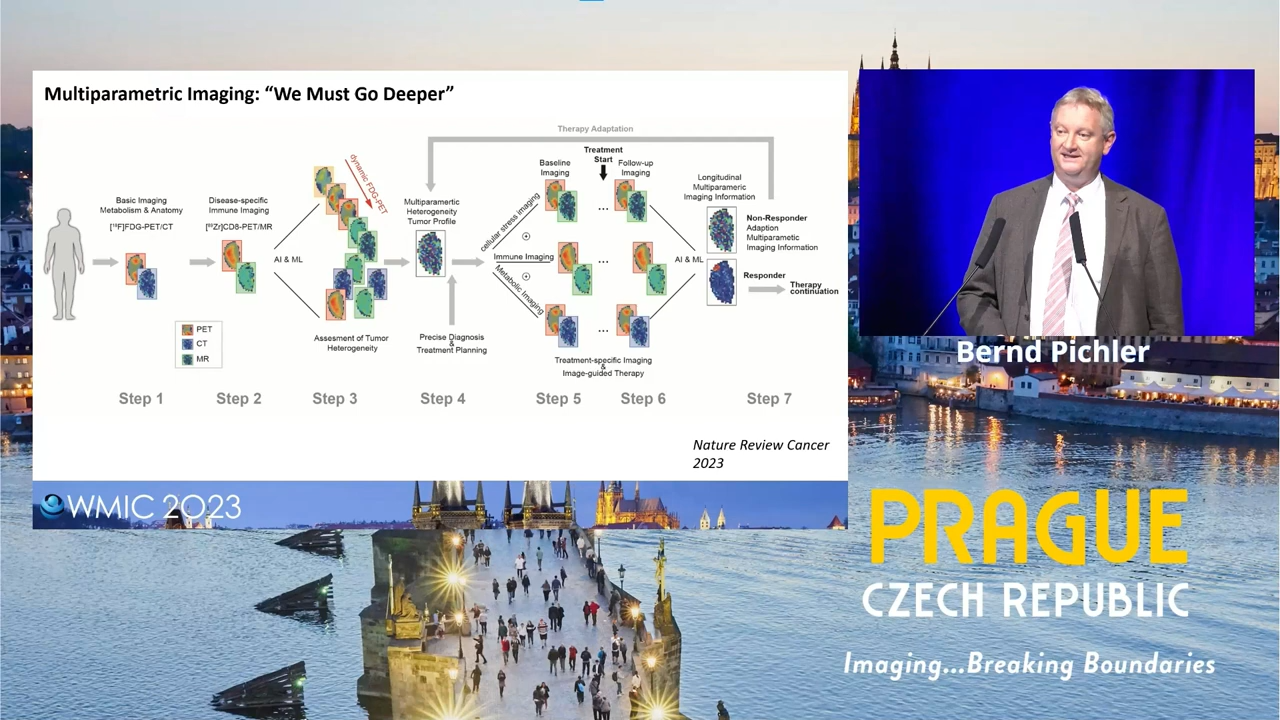 Multiparametric Imaging: “We Must Go Deeper”
Therapy Adaptation
Basic Imaging
Metabolism & Anatomy
[¹⁸F]FDG-PET/CT
Disease-specific
Immune Imaging
[⁸⁹Zr]CD8-PET/MR
AI & ML
dynamic FDG-PET
Assesment of Tumor
Heterogeneity
Multiparamertic
Heterogeneity
Tumor Profile
Precise Diagnosis
&
Treatment Planning
Baseline
Imaging
Treatment
Start
Follow-up
Imaging
cellular stress imaging
Immune Imaging
Metabolic imaging
...
...
...
Treatment-specific Imaging
&
Image-guided Therapy
AI & ML
Longitudinal
Multiparameric
Imaging Information
Non-Responder
Adaption
Multiparametic
Imaging Information
Responder
Therapy
continuation
PET
CT
MR
Step 1
Step 2
Step 3
Step 4
Step 5
Step 6
Step 7
Nature Review Cancer
2023
WMIC 2023
Bernd Pichler
PRAGUE
CZECH REPUBLIC
Imaging...Breaking Boundaries